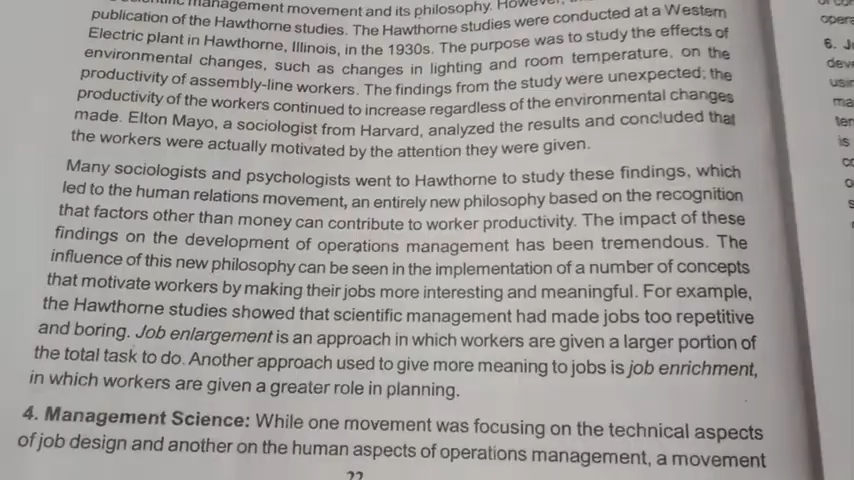 management movement and its philosophy. However,
publication of the Hawthorne studies. The Hawthorne studies were conducted at a Western
Electric plant in Hawthorne, Illinois, in the 1930s. The purpose was to study the effects of
environmental changes, such as changes in lighting and room temperature, on the
productivity of assembly-line workers. The findings from the study were unexpected; the
productivity of the workers continued to increase regardless of the environmental changes
made. Elton Mayo, a sociologist from Harvard, analyzed the results and concluded that
the workers were actually motivated by the attention they were given.
Many sociologists and psychologists went to Hawthorne to study these findings, which
led to the human relations movement, an entirely new philosophy based on the recognition
that factors other than money can contribute to worker productivity. The impact of these
findings on the development of operations management has been tremendous. The
influence of this new philosophy can be seen in the implementation of a number of concepts
that motivate workers by making their jobs more interesting and meaningful. For example,
the Hawthorne studies showed that scientific management had made jobs too repetitive
and boring. Job enlargement is an approach in which workers are given a larger portion of
the total task to do. Another approach used to give more meaning to jobs is job enrichment,
in which workers are given a greater role in planning.
4. Management Science: While one movement was focusing on the technical aspects
of job design and another on the human aspects of operations management, a movement
22
6.
is